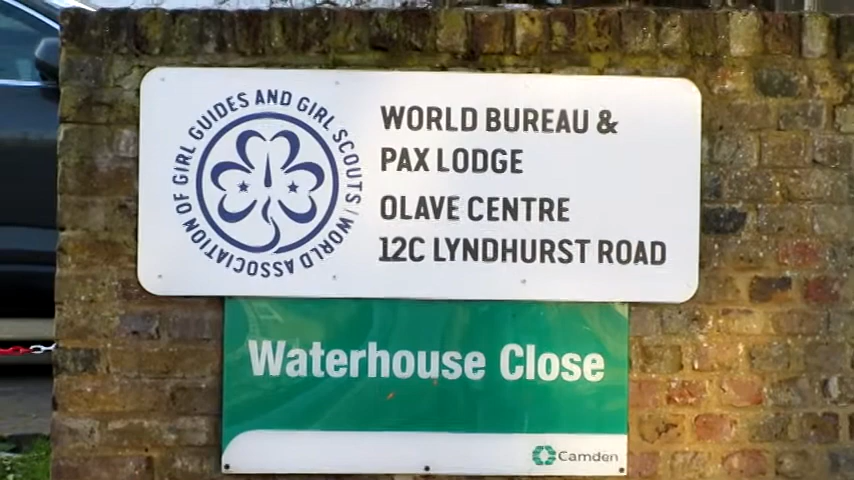 WORLD ASSOCIATION OF GIRL GUIDES AND GIRL SCOUTS /
WORLD BUREAU &
PAX LODGE
OLAVE CENTRE
12C LYNDHURST ROAD
Waterhouse Close
Camden